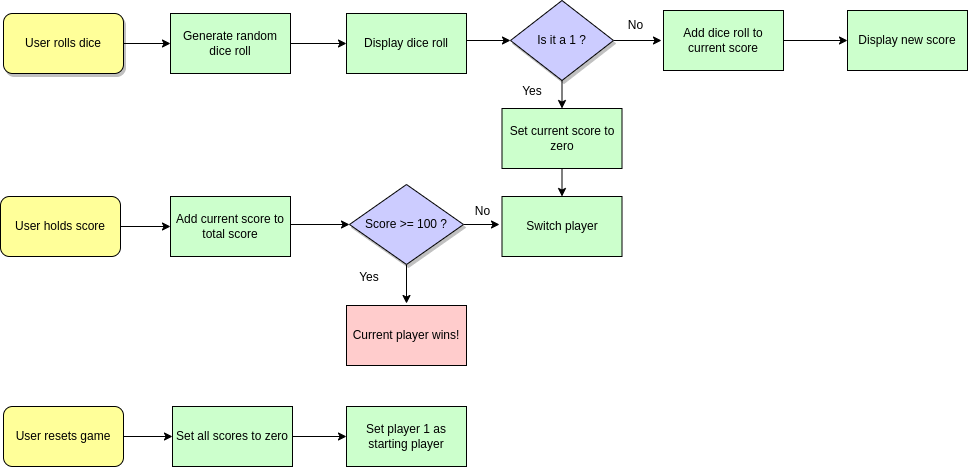 User rolls dice
Generate random
dice roll
Display dice roll
Is it a 1 ?
No
Add dice roll to
current score
Display new score
Yes
Set current score to
zero
User holds score
Add current score to
total score
Score >= 100 ?
No
Switch player
Yes
Current player wins!
User resets game
Set all scores to zero
Set player 1 as
starting player